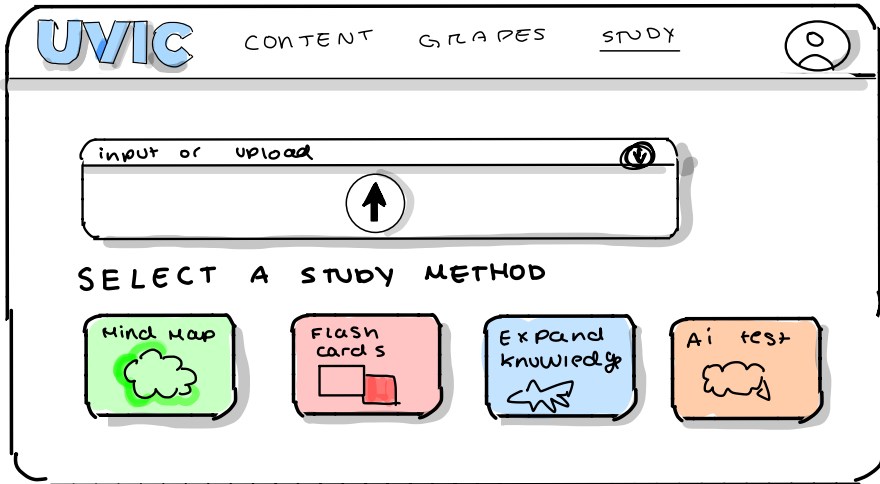 UVIC CONTENT GRADES STUDY
input or upload
SELECT A STUDY METHOD
Mind Map
Flash
cards
Expand
knowledge
Ai test